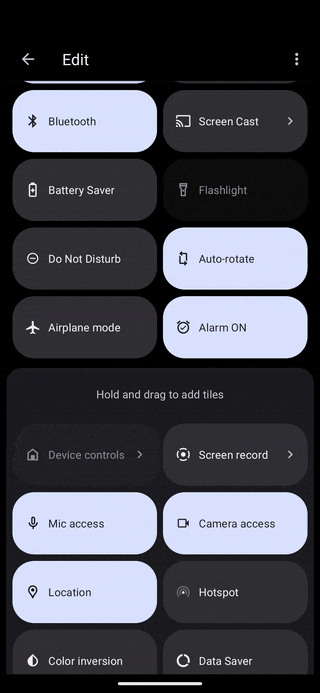 Edit
Bluetooth
Screen Cast
Battery Saver
Flashlight
Do Not Disturb
Auto-rotate
Airplane mode
Alarm ON
Hold and drag to add tiles
Device controls
Screen record
Mic access
Camera access
Location
Hotspot
Color inversion
Data Saver